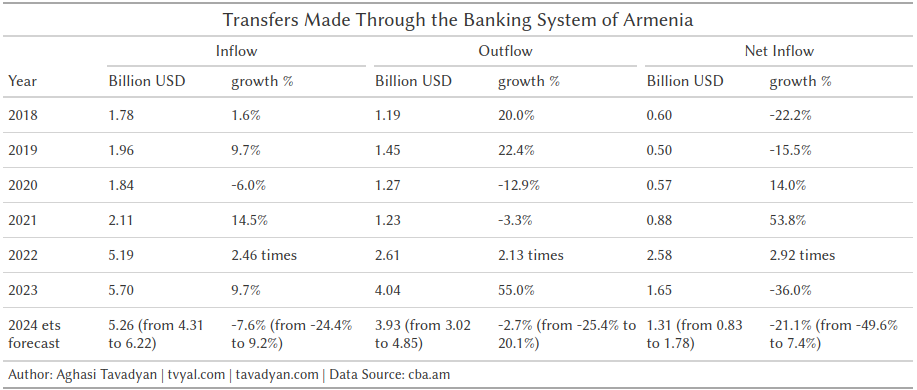 Transfers Made Through the Banking System of Armenia
Inflow Outflow Net Inflow
Year Billion USD growth % Billion USD growth % Billion USD growth %
2018 1.78 1.6% 1.19 20.0% 0.60 -22.2%
2019 1.96 9.7% 1.45 22.4% 0.50 -15.5%
2020 1.84 -6.0% 1.27 -12.9% 0.57 14.0%
2021 2.11 14.5% 1.23 -3.3% 0.88 53.8%
2022 5.19 2.46 times 2.61 2.13 times 2.58 2.92 times
2023 5.70 9.7% 4.04 55.0% 1.65 -36.0%
2024 ets 5.26 (from 4.31 -7.6% (from -24.4% 3.93 (from 3.02 -2.7% (from -25.4% to 1.31 (from 0.83 -21.1% (from -49.6%
forecast to 6.22) to 9.2%) to 4.85) 20.1%) to 1.78) to 7.4%)
Author: Aghasi Tavadyan | tvyal.com | tavadyan.com | Data Source: cba.am